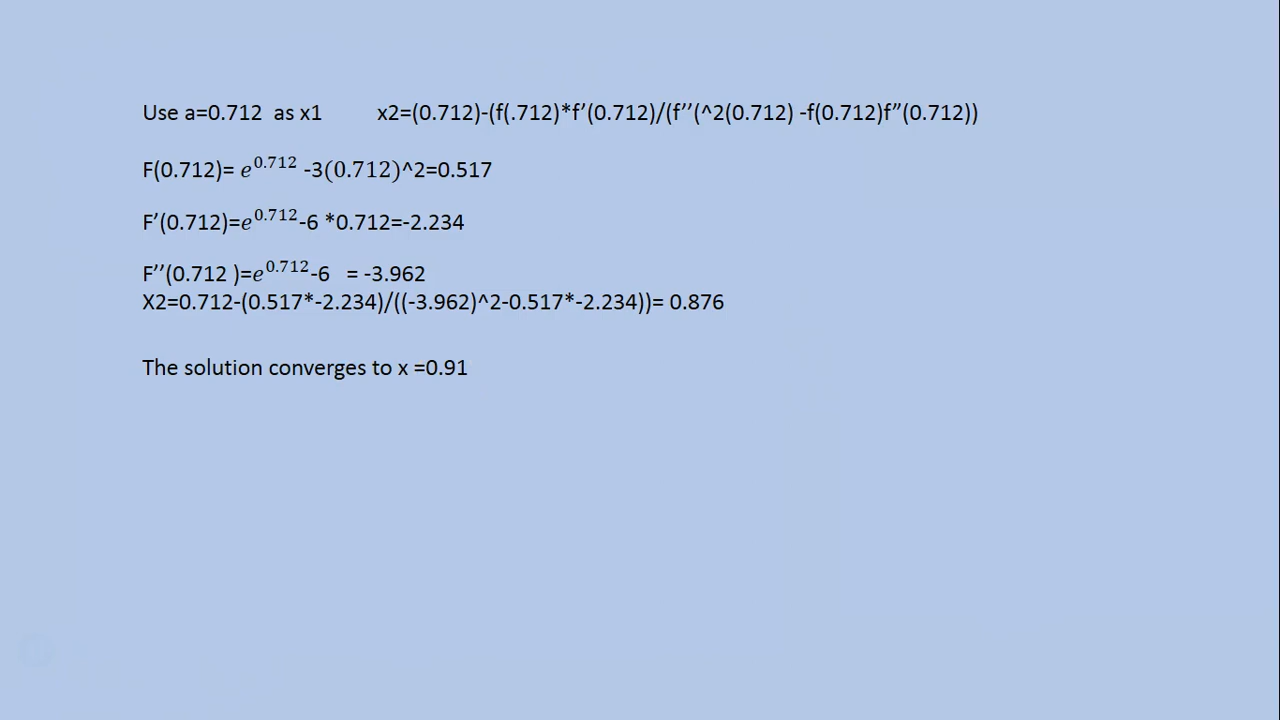 Use a=0.712 as x1 x2=(0.712)-(f(.712)*f’(0.712)/(f’’(^2(0.712) -f(0.712)f”(0.712))
F(0.712)= e^0.712 -3(0.712)^2=0.517
F’(0.712)=e^0.712-6 *0.712=-2.234
F’’(0.712 )=e^0.712-6 = -3.962
X2=0.712-(0.517*-2.234)/((-3.962)^2-0.517*-2.234))= 0.876
The solution converges to x =0.91